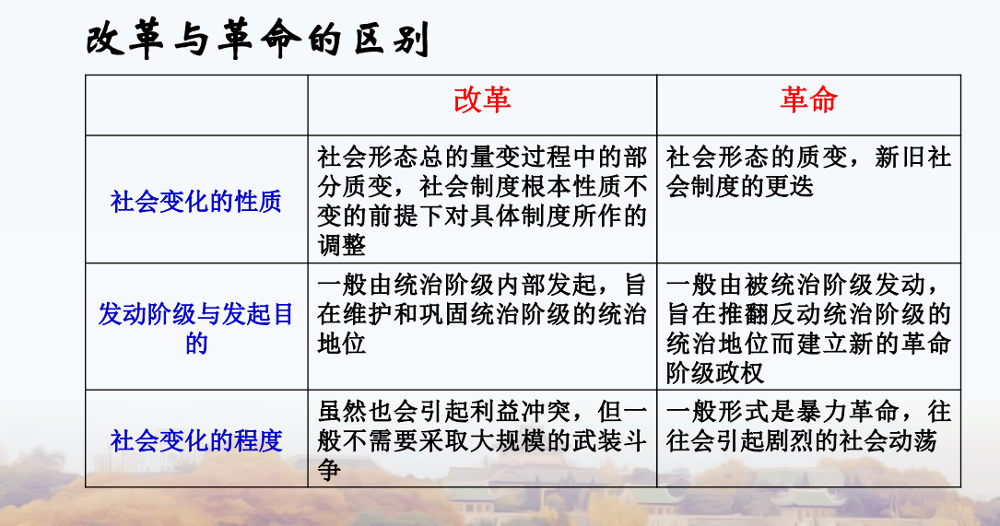 改革与革命的区别
改革
革命
社会变化的性质
社会形态总的量变过程中的部
分质变，社会制度根本性质不
变的前提下对具体制度所作的
调整
社会形态的质变，新旧社
会制度的更迭
发动阶级与发起目
的
一般由统治阶级内部发起，旨
在维护和巩固统治阶级的统治
地位
一般由被统治阶级发动，
旨在推翻反动统治阶级的
统治地位而建立新的革命
阶级政权
社会变化的程度
虽然也会引起利益冲突，但一
般不需要采取大规模的武装斗
争
一般形式是暴力革命，往
往会引起剧烈的社会动荡